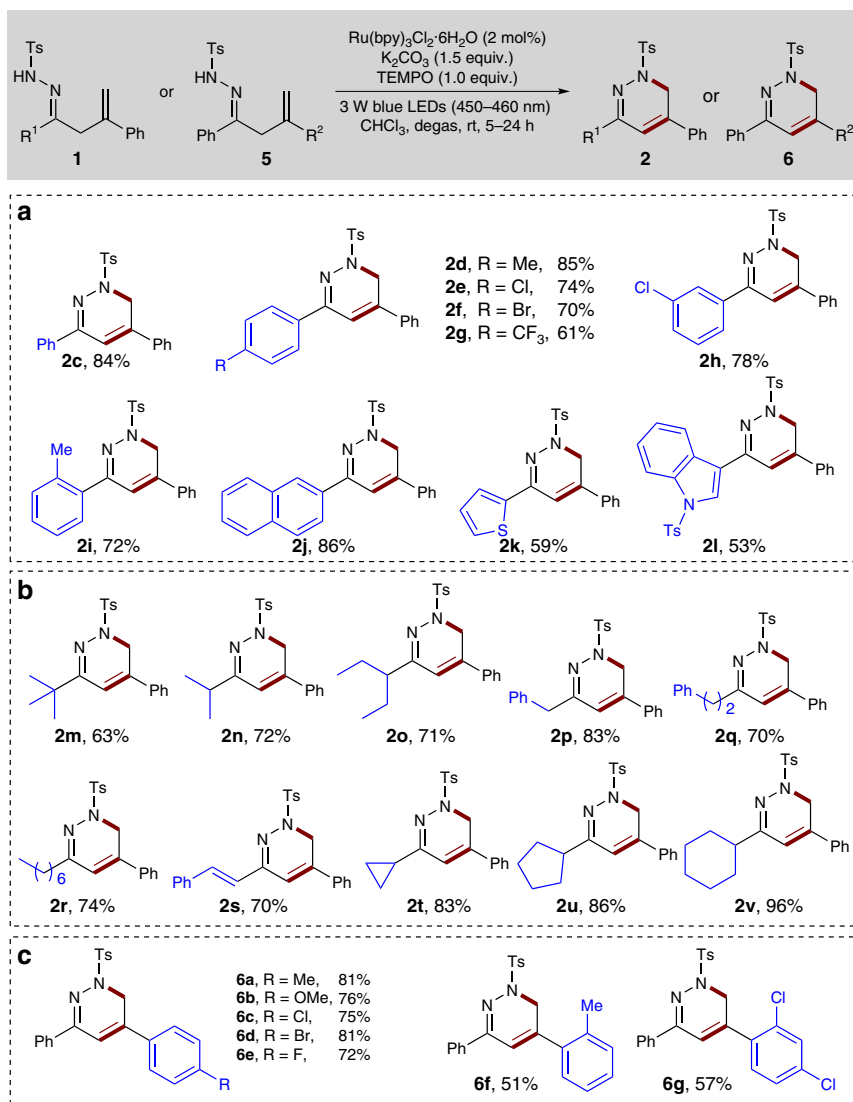 Ts
HN
N
R¹
Ph
1
or
Ts
HN
N
Ph
R²
5
Ru(bpy)₃Cl₂·6H₂O (2 mol%)
K₂CO₃ (1.5 equiv.)
TEMPO (1.0 equiv.)
3 W blue LEDs (450–460 nm)
CHCl₃, degas, rt, 5–24 h
Ts
N
N
R¹
Ph
2
or
Ts
N
N
Ph
R²
6
a
Ts
N
N
Ph
Ph
2c, 84%
Ts
N
N
Ph
R
2d, R = Me, 85%
2e, R = Cl, 74%
2f, R = Br, 70%
2g, R = CF₃, 61%
Ts
N
N
Cl
Ph
2h, 78%
Ts
N
N
Me
Ph
2i, 72%
Ts
N
N
Ph
2j, 86%
Ts
N
N
S
Ph
2k, 59%
Ts
N
N
Ph
N
Ts
2l, 53%
b
Ts
N
N
Ph
2m, 63%
Ts
N
N
Ph
2n, 72%
Ts
N
N
Ph
2o, 71%
Ts
N
N
Ph
Ph
2p, 83%
Ts
N
N
Ph
( )2
Ph
2q, 70%
Ts
N
N
( )6
Ph
2r, 74%
Ts
N
N
Ph
Ph
2s, 70%
Ts
N
N
Ph
2t, 83%
Ts
N
N
Ph
2u, 86%
Ts
N
N
Ph
2v, 96%
c
Ts
N
N
Ph
R
6a, R = Me, 81%
6b, R = OMe, 76%
6c, R = Cl, 75%
6d, R = Br, 81%
6e, R = F, 72%
Ts
N
N
Me
Ph
6f, 51%
Ts
N
N
Cl
Ph
Cl
6g, 57%